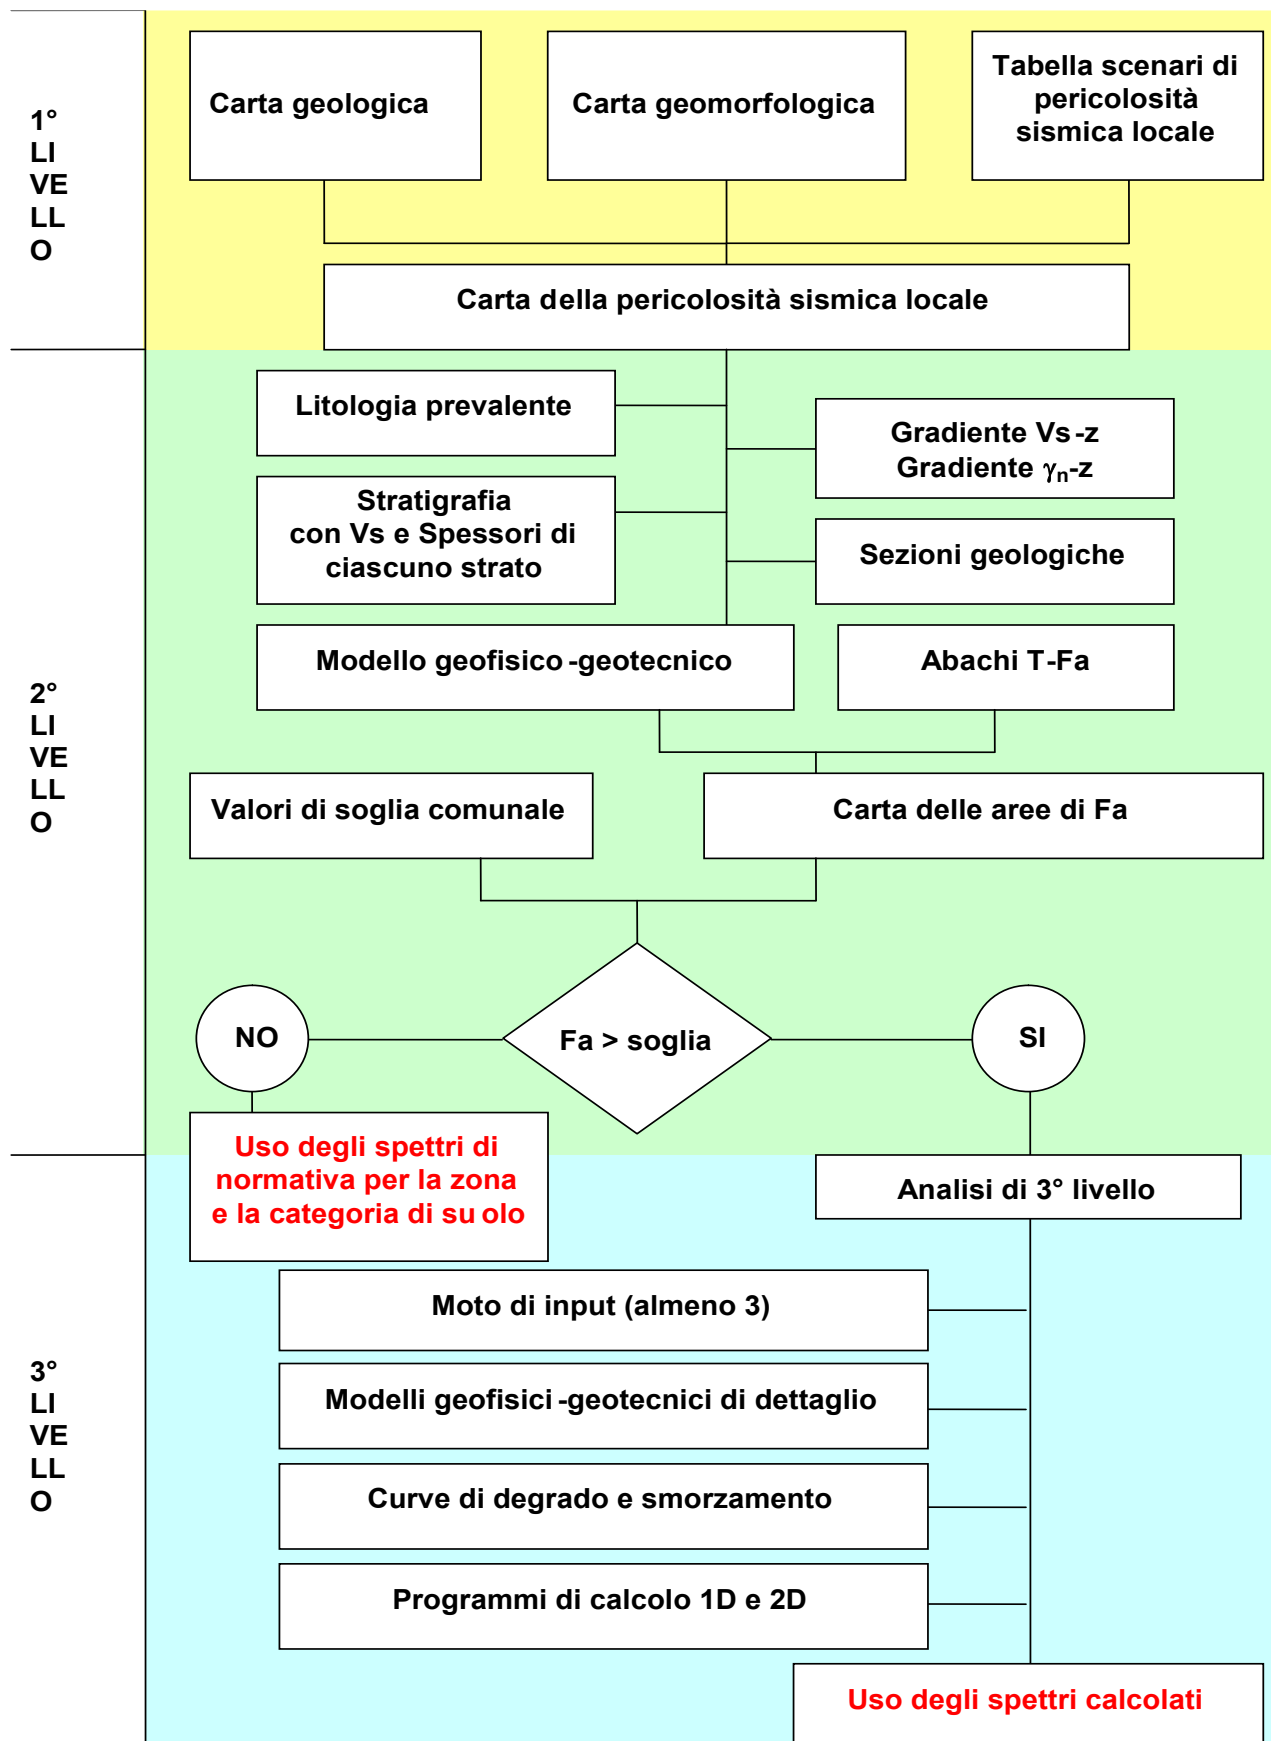 1°
LI
VE
LL
O
Carta geologica
Carta geomorfologica
Tabella scenari di
pericolosità
sismica locale
Carta della pericolosità sismica locale
2°
LI
VE
LL
O
Litologia prevalente
Gradiente Vs-z
Gradiente γn-z
Stratigrafia
con Vs e Spessori di
ciascuno strato
Sezioni geologiche
Modello geofisico-geotecnico
Abachi T-Fa
Valori di soglia comunale
Carta delle aree di Fa
NO
Fa > soglia
SI
Uso degli spettri di
normativa per la zona
e la categoria di suolo
Analisi di 3° livello
3°
LI
VE
LL
O
Moto di input (almeno 3)
Modelli geofisici-geotecnici di dettaglio
Curve di degrado e smorzamento
Programmi di calcolo 1D e 2D
Uso degli spettri calcolati